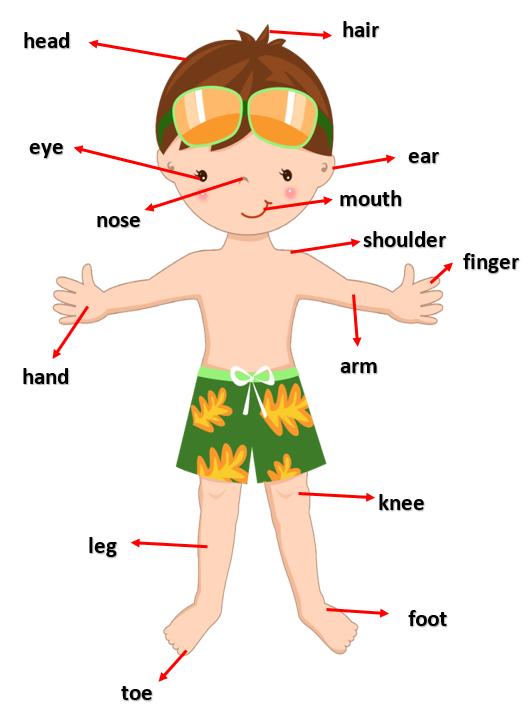 hair
head
eye
ear
nose
mouth
shoulder
finger
hand
arm
knee
leg
foot
toe